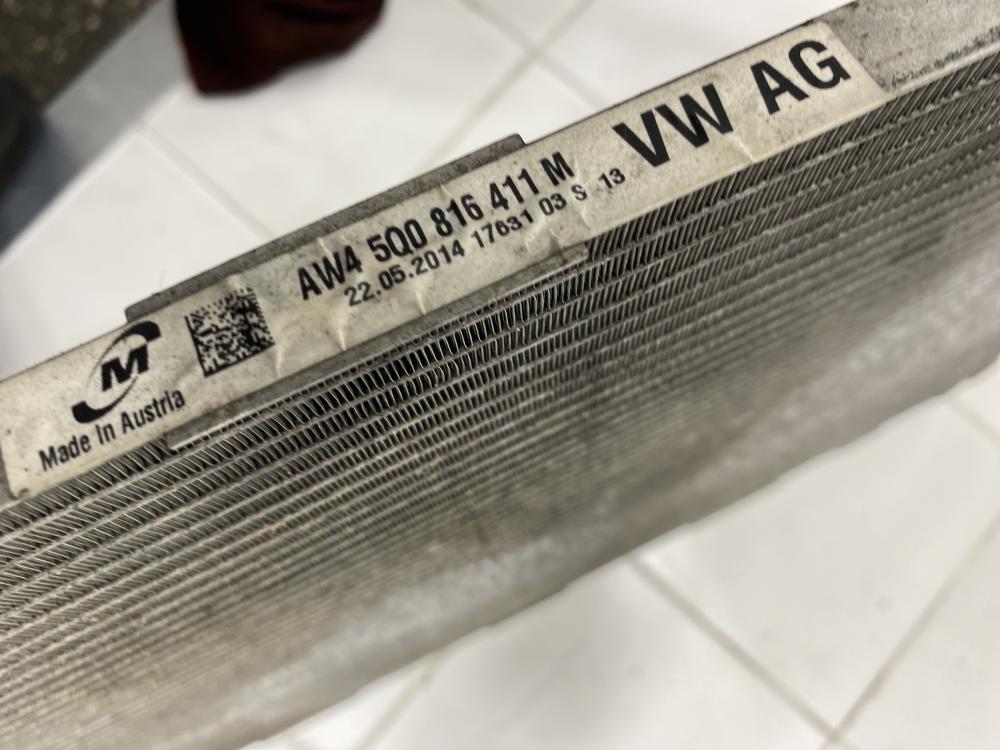 AW4 5Q0 816 411 M
22.05.2014 17631 03 S 13
VW AG
M
Made In Austria